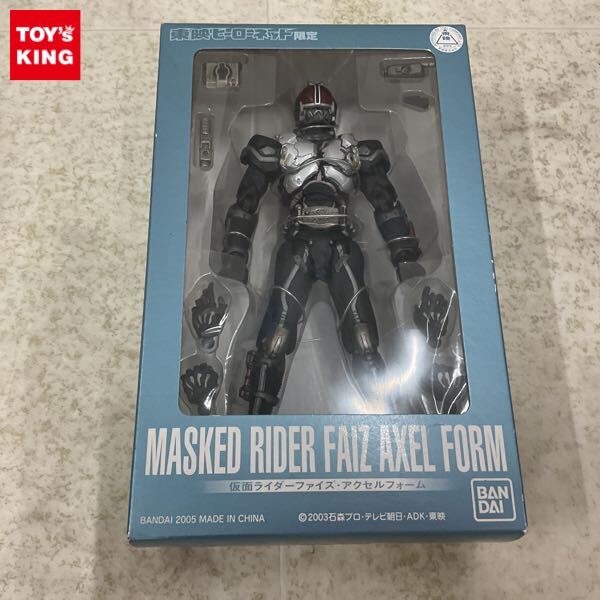 TOY'S
KING
東映ヒーローネット限定
MASKED RIDER FAIZ AXEL FORM
仮面ライダーファイズ・アクセルフォーム
BAN
DAI
BANDAI 2005 MADE IN CHINA
©2003石森プロ・テレビ朝日・ADK・東映